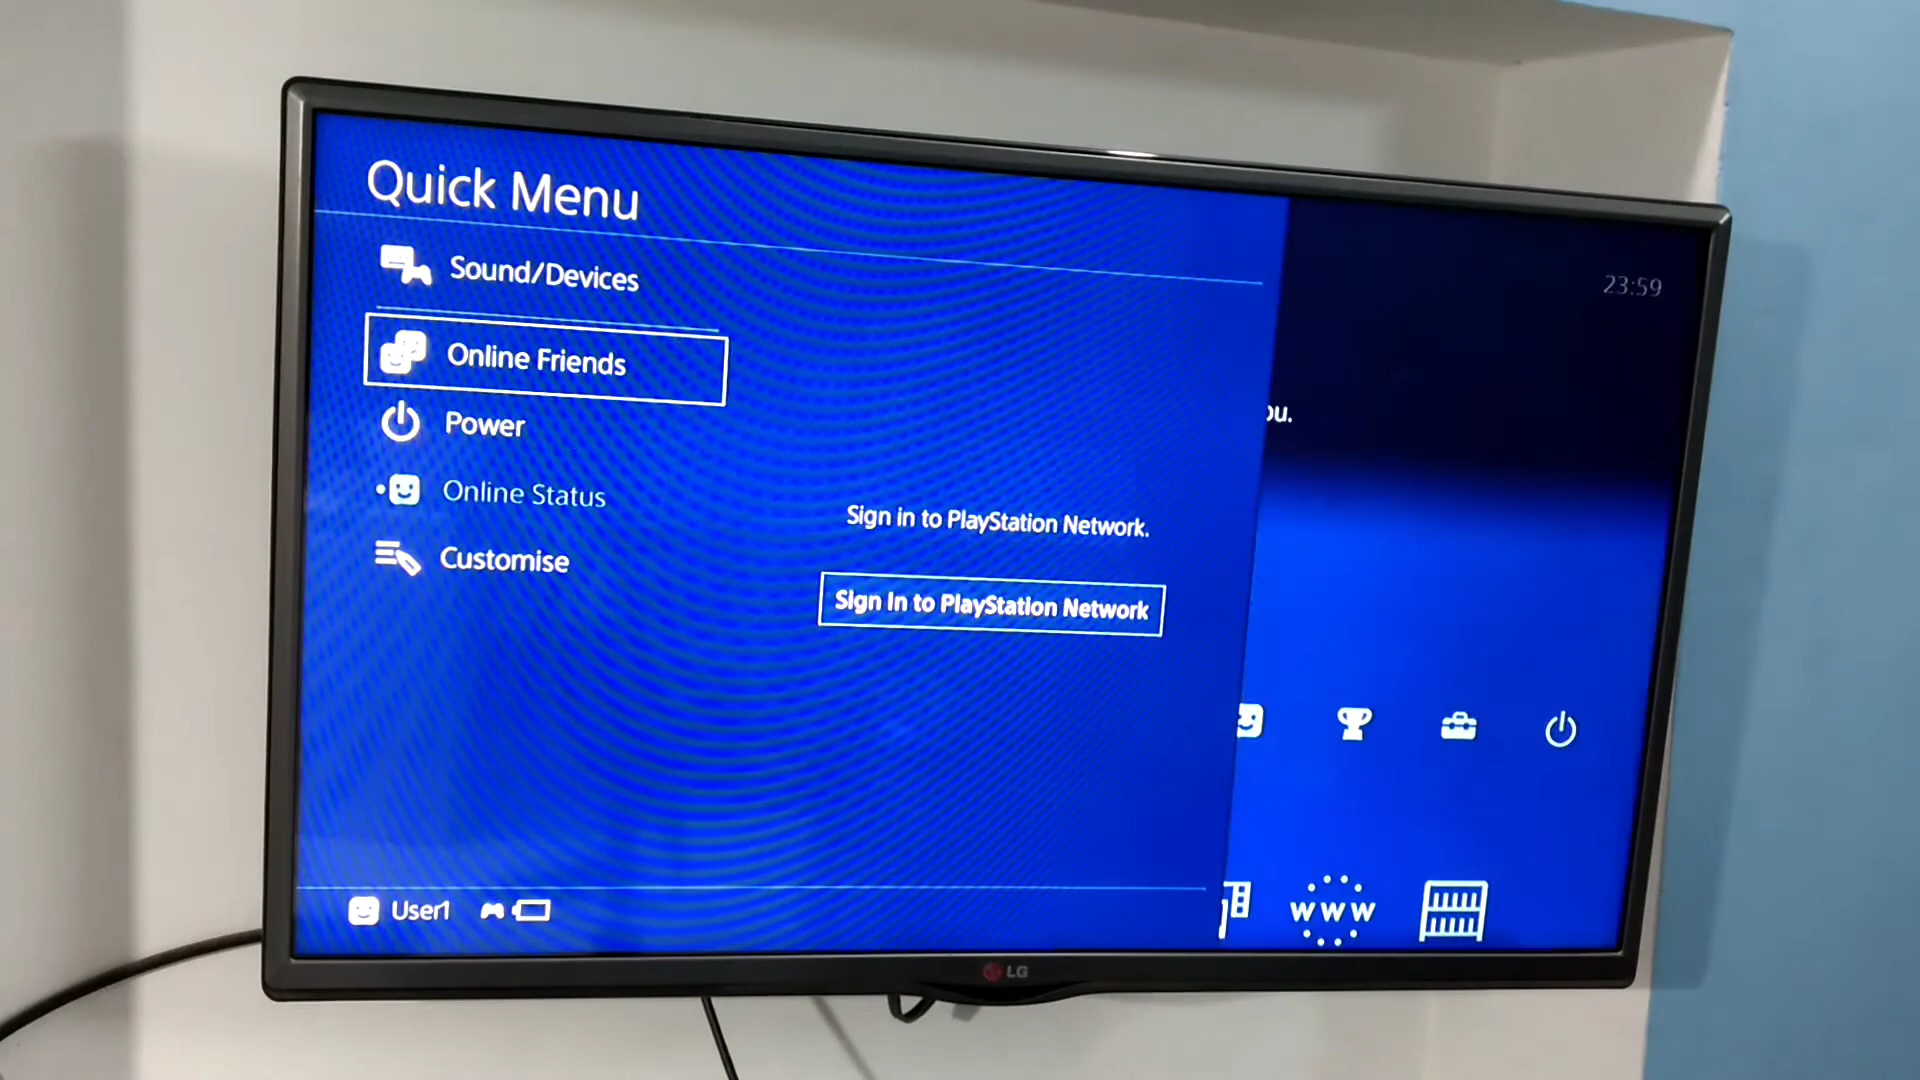 Quick Menu
Sound/Devices
23:59
Online Friends
ou.
Power
Online Status
Sign in to PlayStation Network.
Customise
Sign In to PlayStation Network
User1
WWW
LG